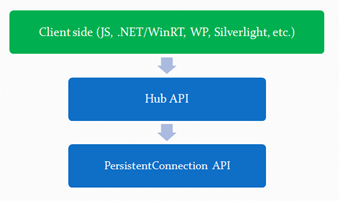 Client side (JS, .NET/WinRT, WP, Silverlight, etc.)
Hub API
PersistentConnection API